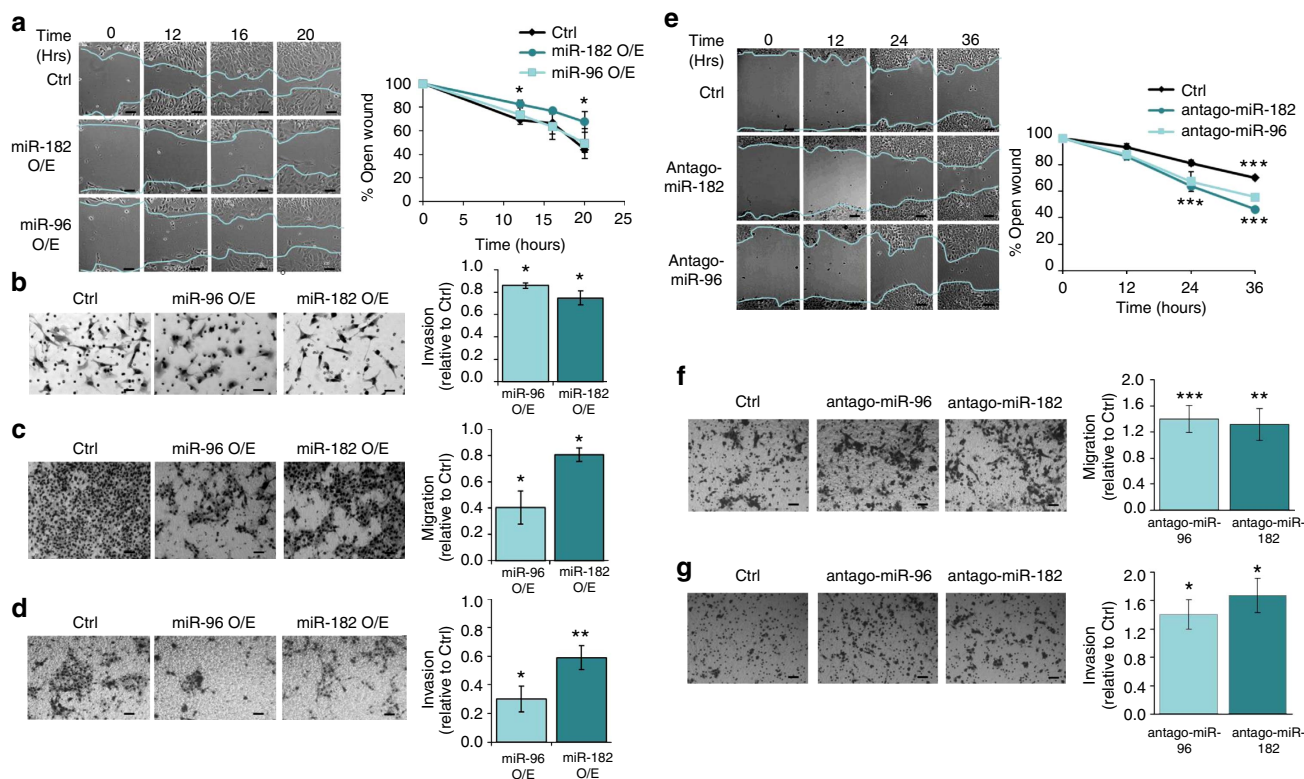 a
Time
(Hrs)
0 12 16 20
Ctrl
miR-182
O/E
miR-96
O/E
Ctrl
miR-182 O/E
miR-96 O/E
% Open wound
100
80
60
40
20
0
* *
0 5 10 15 20 25
Time (hours)
b
Ctrl miR-96 O/E miR-182 O/E
Invasion
(relative to Ctrl)
1.0
0.8
0.6
0.4
0.2
0.0
* *
miR-96
O/E
miR-182
O/E
c
Ctrl miR-96 O/E miR-182 O/E
Migration
(relative to Ctrl)
1.0
0.8
0.6
0.4
0.2
0.0
* *
miR-96
O/E
miR-182
O/E
d
Ctrl miR-96 O/E miR-182 O/E
Invasion
(relative to Ctrl)
1.0
0.8
0.6
0.4
0.2
0.0
* **
miR-96
O/E
miR-182
O/E
e
Time
(Hrs)
0 12 24 36
Ctrl
Antago-
miR-182
Antago-
miR-96
Ctrl
antago-miR-182
antago-miR-96
% Open wound
100
80
60
40
20
0
***
***
***
0 12 24 36
Time (hours)
f
Ctrl antago-miR-96 antago-miR-182
Migration
(relative to Ctrl)
2.0
1.6
1.2
0.8
0.4
0.0
*** **
antago-miR-
96
antago-miR-
182
g
Ctrl antago-miR-96 antago-miR-182
Invasion
(relative to Ctrl)
2.0
1.6
1.2
0.8
0.4
0.0
* *
antago-miR-
96
antago-miR-
182